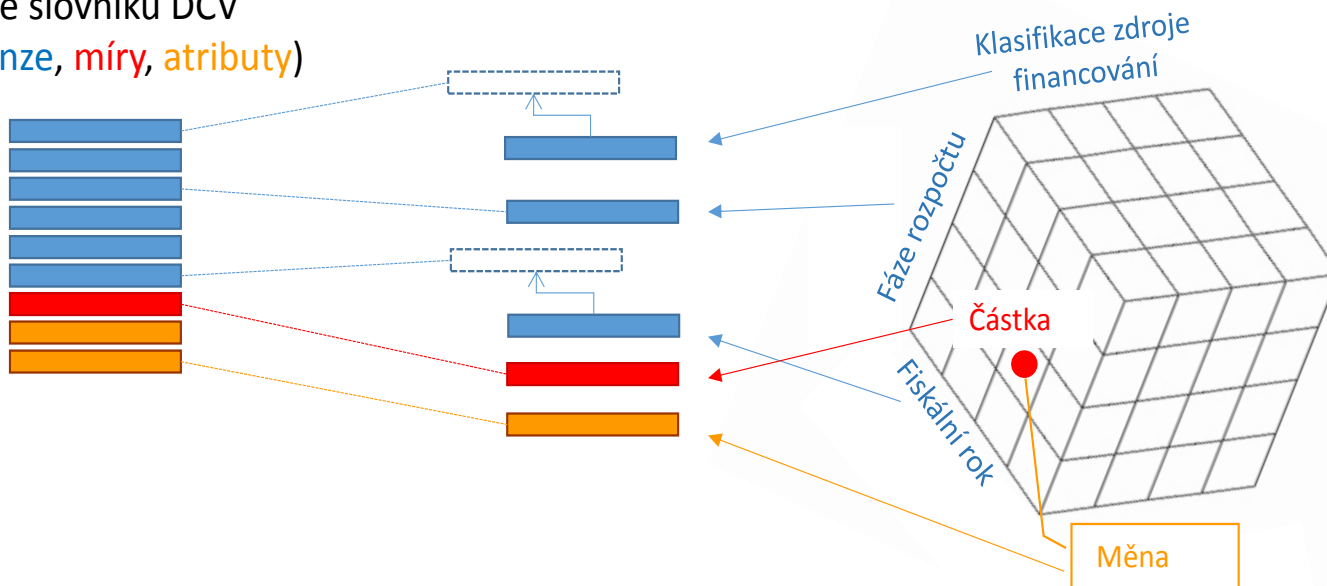 e slovníku DCV
nze, míry, atributy)
Klasifikace zdroje
financování
Fáze rozpočtu
Částka
Fiskální rok
Měna